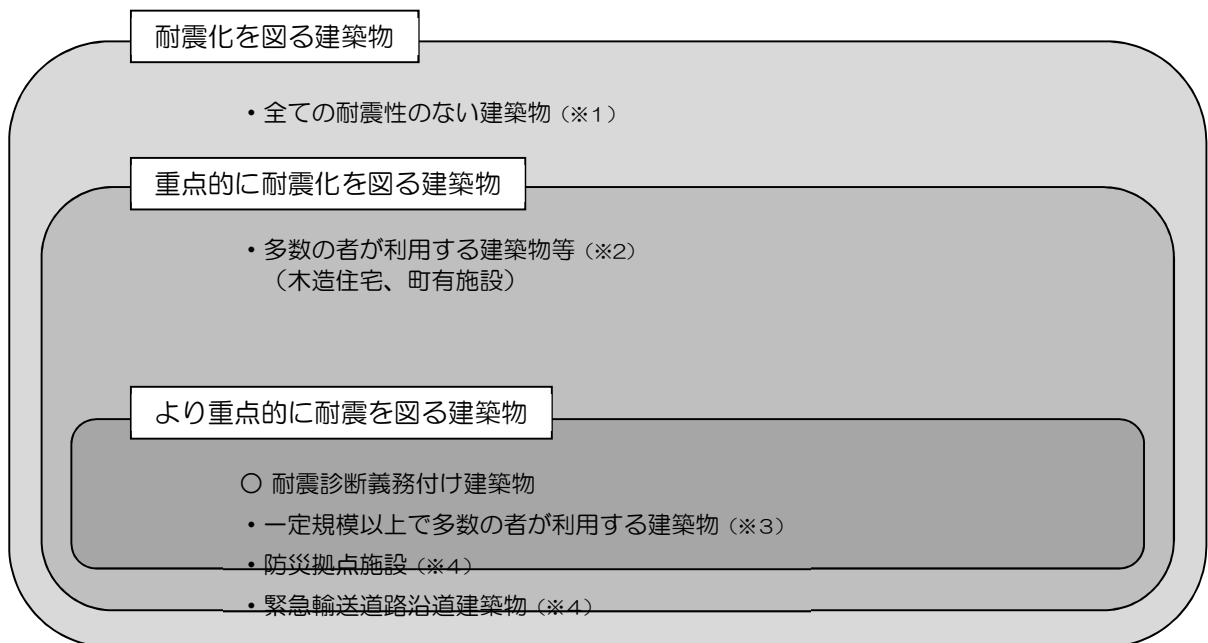 耐震化を図る建築物
・全ての耐震性のない建築物（※1）
重点的に耐震化を図る建築物
・多数の者が利用する建築物等（※2）
（木造住宅、町有施設）
より重点的に耐震を図る建築物
○ 耐震診断義務付け建築物
・一定規模以上で多数の者が利用する建築物（※3）
・防災拠点施設（※4）
・緊急輸送道路沿道建築物（※4）